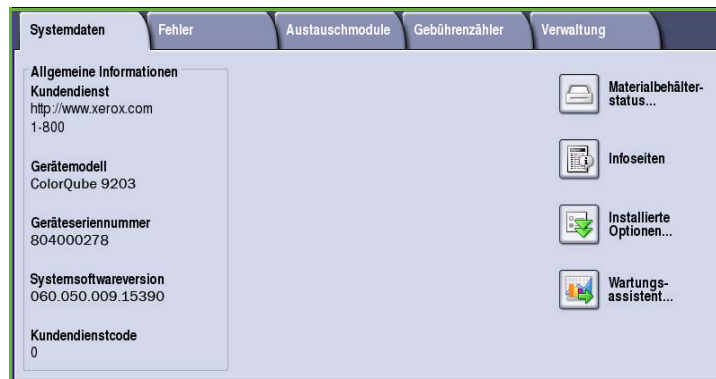 Systemdaten
Fehler
Austauschmodule
Gebührenzähler
Verwaltung
Allgemeine Informationen
Kundendienst
http://www.xerox.com
1-800
Gerätemodell
ColorQube 9203
Geräteseriennummer
804000278
Systemsoftwareversion
060.050.009.15390
Kundendienstcode
0
Materialbehälter-
status...
Infoseiten
Installierte
Optionen...
Wartungs-
assistent...